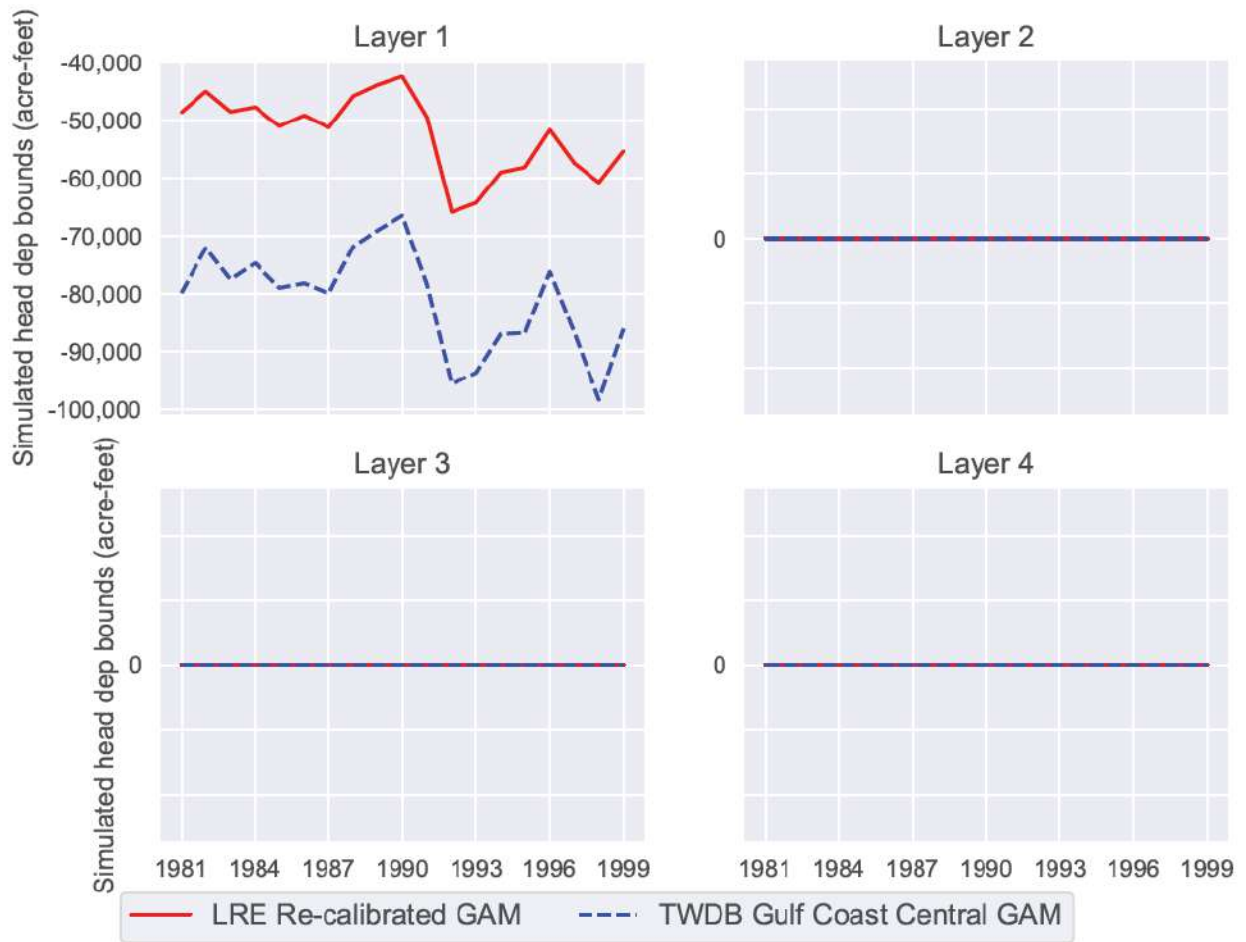 Layer 1
Layer 2
Simulated head dep bounds (acre-feet)
-40,000
-50,000
-60,000
-70,000
-80,000
-90,000
-100,000
0
Layer 3
Layer 4
Simulated head dep bounds (acre-feet)
0
0
1981 1984 1987 1990 1993 1996 1999
1981 1984 1987 1990 1993 1996 1999
LRE Re-calibrated GAM
TWDB Gulf Coast Central GAM